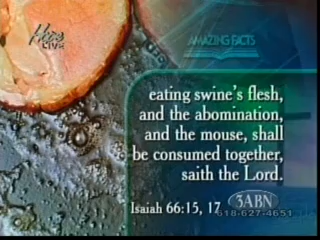 Hope
LIVE
AMAZING FACTS
eating swine's flesh,
and the abomination,
and the mouse, shall
be consumed together,
saith the Lord.
Isaiah 66:15, 17
3ABN
618-627-4651